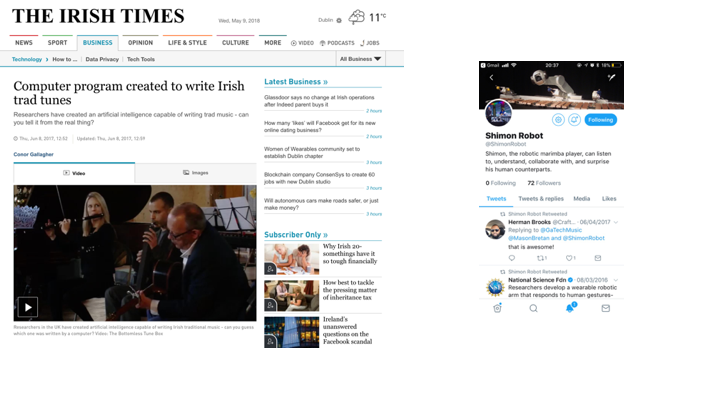 THE IRISH TIMES
Wed, May 9, 2018
Dublin
11°C
NEWS SPORT BUSINESS OPINION LIFE & STYLE CULTURE MORE VIDEO PODCASTS JOBS
Technology > How to ... Data Privacy Tech Tools
All Business
Computer program created to write Irish
trad tunes
Researchers have created an artificial intelligence capable of writing trad music - can
you tell it from the real thing?
Thu, Jun 8, 2017, 12:52 Updated: Thu, Jun 8, 2017, 12:59
Conor Gallagher
Video
Images
Researchers in the UK have created artificial intelligence capable of writing Irish traditional music – can you guess
which one was written by a computer? Video: The Bottomless Tune Box
Latest Business »
Glassdoor says no change at Irish operations
after Indeed parent buys it
2 hours
How many 'likes' will Facebook get for its new
online dating business?
2 hours
Women of Wearables community set to
establish Dublin chapter
3 hours
Blockchain company ConsenSys to create 60
jobs with new Dublin studio
3 hours
Will autonomous cars make roads safer, or just
make money?
3 hours
Subscriber Only »
Why Irish 20-
somethings have it
so tough financially
How best to tackle
the pressing matter
of inheritance tax
Ireland's
unanswered
questions on the
Facebook scandal
Gmail
20:37
18%
Following
Shimon Robot
@ShimonRobot
Shimon, the robotic marimba player, can listen
to, understand, collaborate with, and surprise
his human counterparts.
0 Following 72 Followers
Tweets Tweets & replies Media Likes
Shimon Robot Retweeted
Herman Brooks @Craft... · 06/04/2017
Replying to @GaTechMusic
@MasonBretan and @ShimonRobot
that is awesome!
1
1
Shimon Robot Retweeted
National Science Fdn · 08/03/2016
Researchers develop a wearable robotic
arm that responds to human gestures-